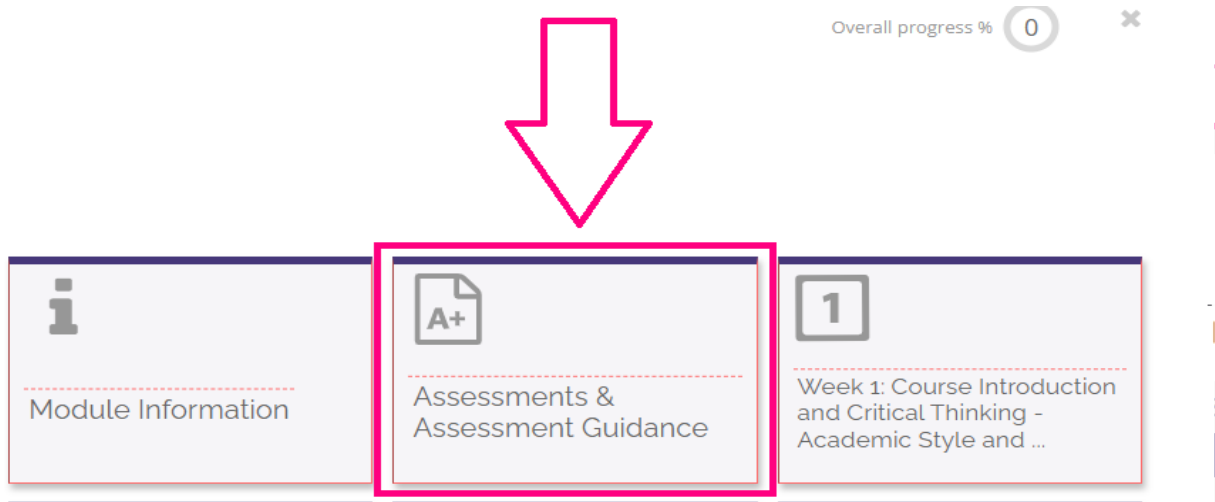 Overall progress % 0
A+
1
Module Information
Assessments &
Assessment Guidance
Week 1: Course Introduction
and Critical Thinking -
Academic Style and ...